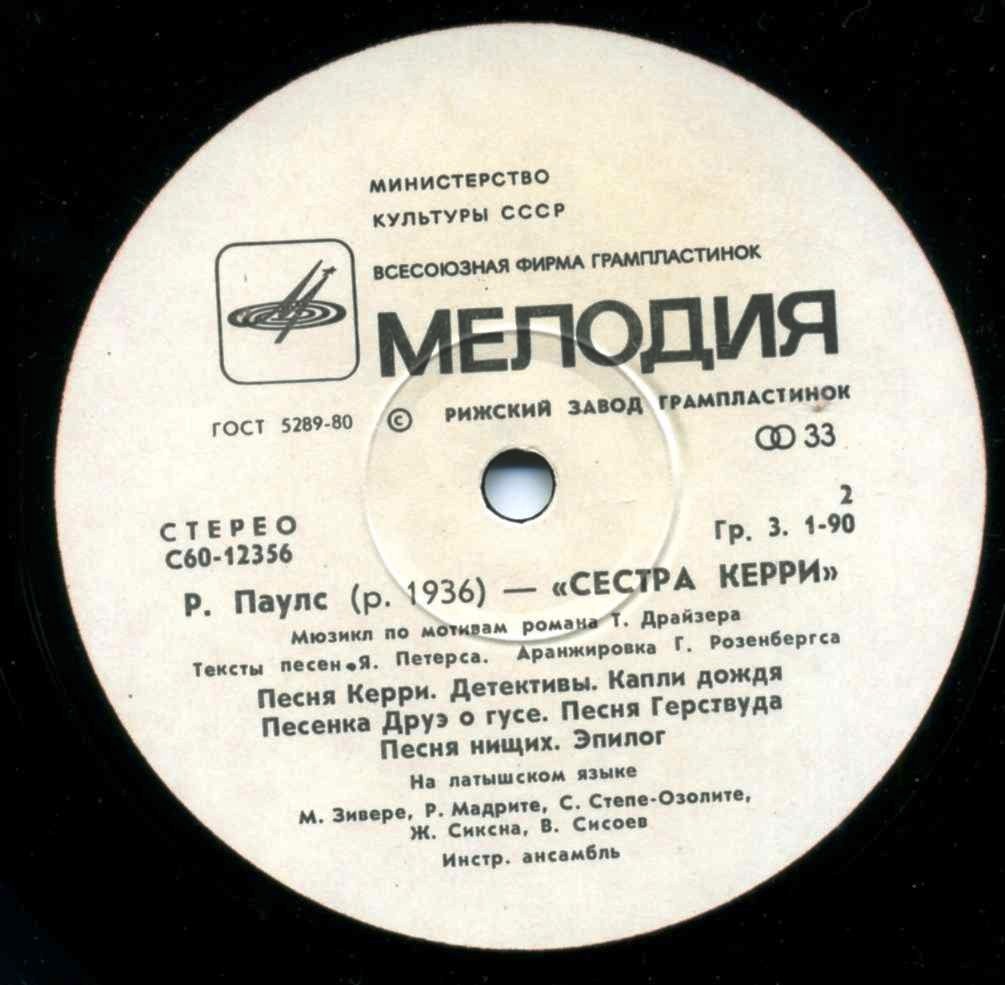 МИНИСТЕРСТВО
КУЛЬТУРЫ СССР
ВСЕСОЮЗНАЯ ФИРМА ГРАМПЛАСТИНОК
МЕЛОДИЯ
ГОСТ 5289-80 © РИЖСКИЙ ЗАВОД ГРАМПЛАСТИНОК
33
2
СТЕРЕО Гр. 3. 1-90
С60-12356
Р. Паулс (р. 1936) — «СЕСТРА КЕРРИ»
Мюзикл по мотивам романа Т. Драйзера
Тексты песен Я. Петерса. Аранжировка Г. Розенбергса
Песня Керри. Детективы. Капли дождя
Песенка Друэ о гусе. Песня Герствуда
Песня нищих. Эпилог
На латышском языке
М. Зивере, Р. Мадрите, С. Степе-Озолите,
Ж. Сиксна, В. Сисоев
Инстр. ансамбль